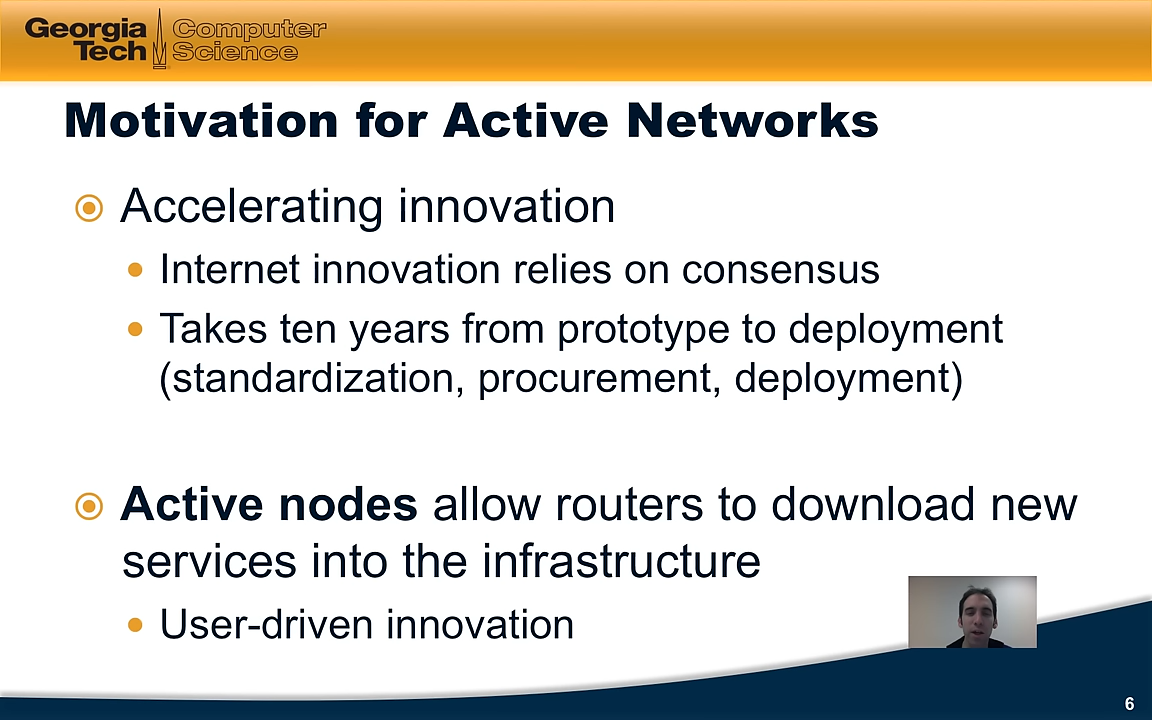 Georgia Tech
Computer Science
Motivation for Active Networks
Accelerating innovation
Internet innovation relies on consensus
Takes ten years from prototype to deployment
(standardization, procurement, deployment)
Active nodes allow routers to download new
services into the infrastructure
User-driven innovation
6